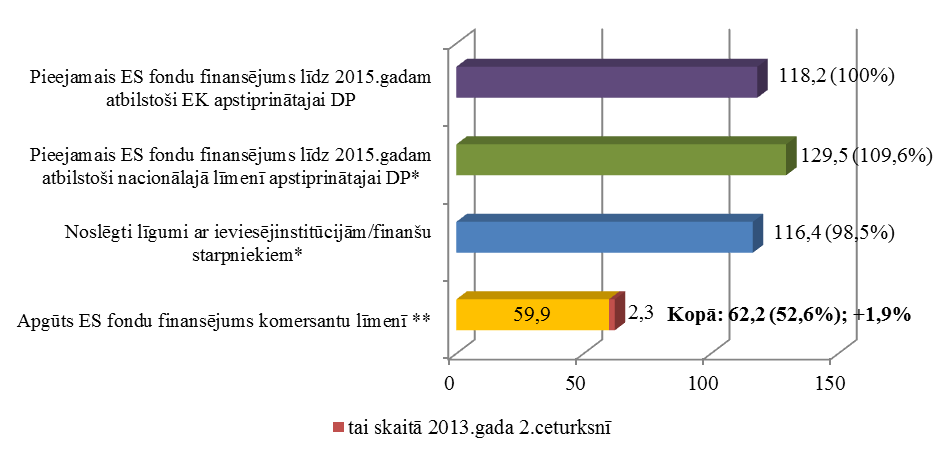 Pieejamais ES fondu finansējums līdz 2015.gadam
atbilstoši EK apstiprinātajai DP
118,2 (100%)
Pieejamais ES fondu finansējums līdz 2015.gadam
atbilstoši nacionālajā līmenī apstiprinātajai DP*
129,5 (109,6%)
Noslēgti līgumi ar ieviesējinstitūcijām/finanšu
starpniekiem*
116,4 (98,5%)
Apgūts ES fondu finansējums komersantu līmenī **
59,9
2,3
Kopā: 62,2 (52,6%); +1,9%
0 50 100 150
tai skaitā 2013.gada 2.ceturksnī